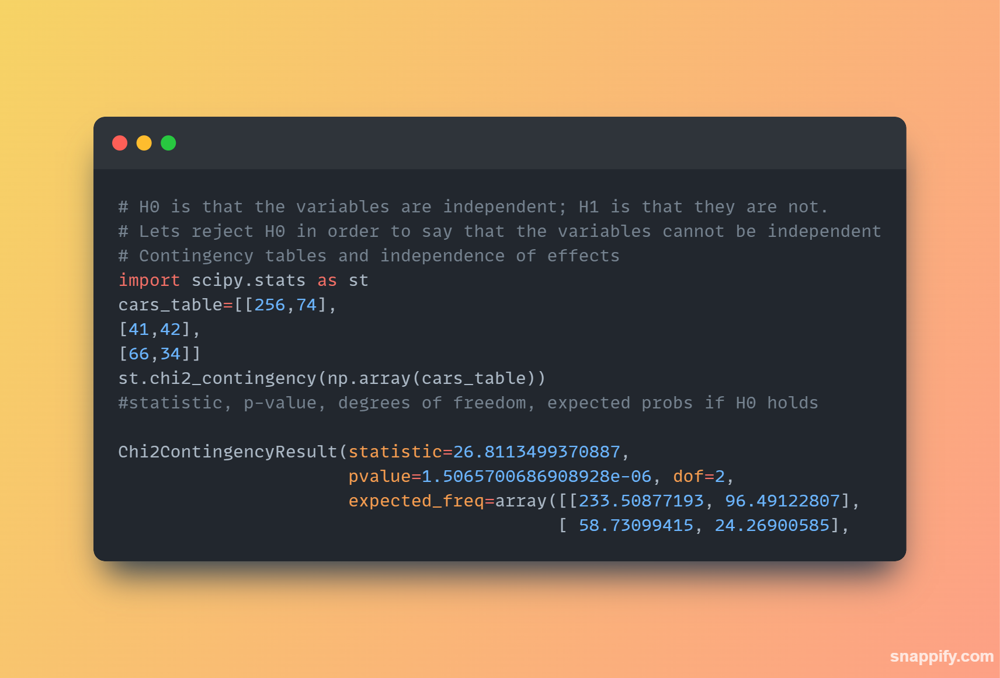 # H0 is that the variables are independent; H1 is that they are not.
# Lets reject H0 in order to say that the variables cannot be independent
# Contingency tables and independence of effects
import scipy.stats as st
cars_table=[[256,74],
[41,42],
[66,34]]
st.chi2_contingency(np.array(cars_table))
#statistic, p-value, degrees of freedom, expected probs if H0 holds

Chi2ContingencyResult(statistic=26.8113499370887,
                      pvalue=1.5065700686908928e-06, dof=2,
                      expected_freq=array([[233.50877193, 96.49122807],
                                          [ 58.73099415, 24.26900585],
snappify.com